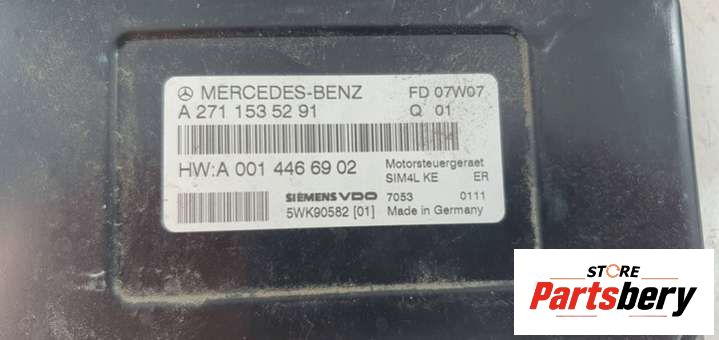 MERCEDES-BENZ FD 07W07
A 271 153 52 91 Q 01
HW:A 001 446 69 02 Motorsteuergeraet
SIM4L KE ER
SIEMENS VDO 7053 0111
5WK90582 [01] Made in Germany
STORE
Partsbery